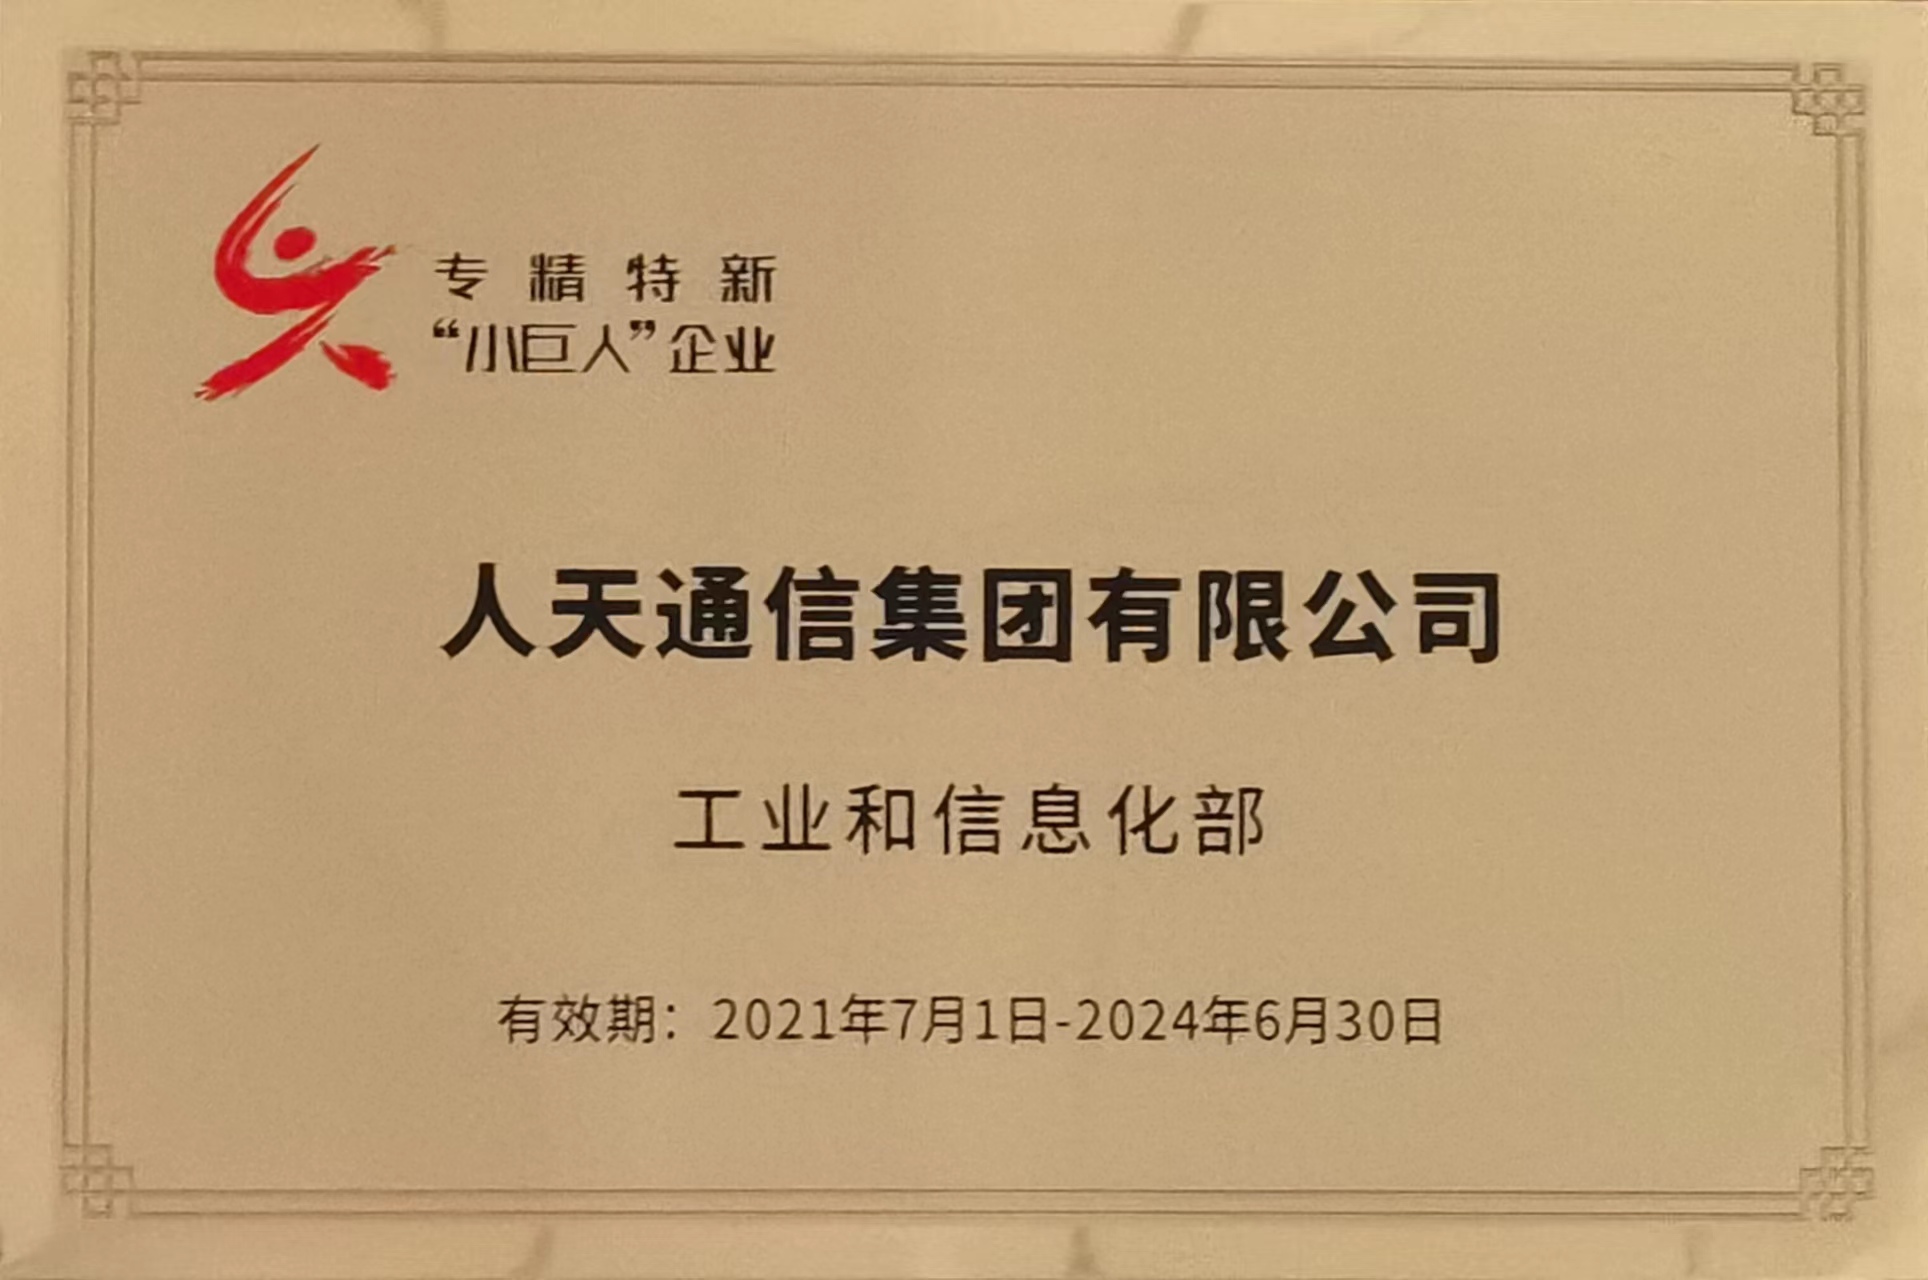 专精特新
“小巨人”企业
人天通信集团有限公司
工业和信息化部
有效期：2021年7月1日-2024年6月30日